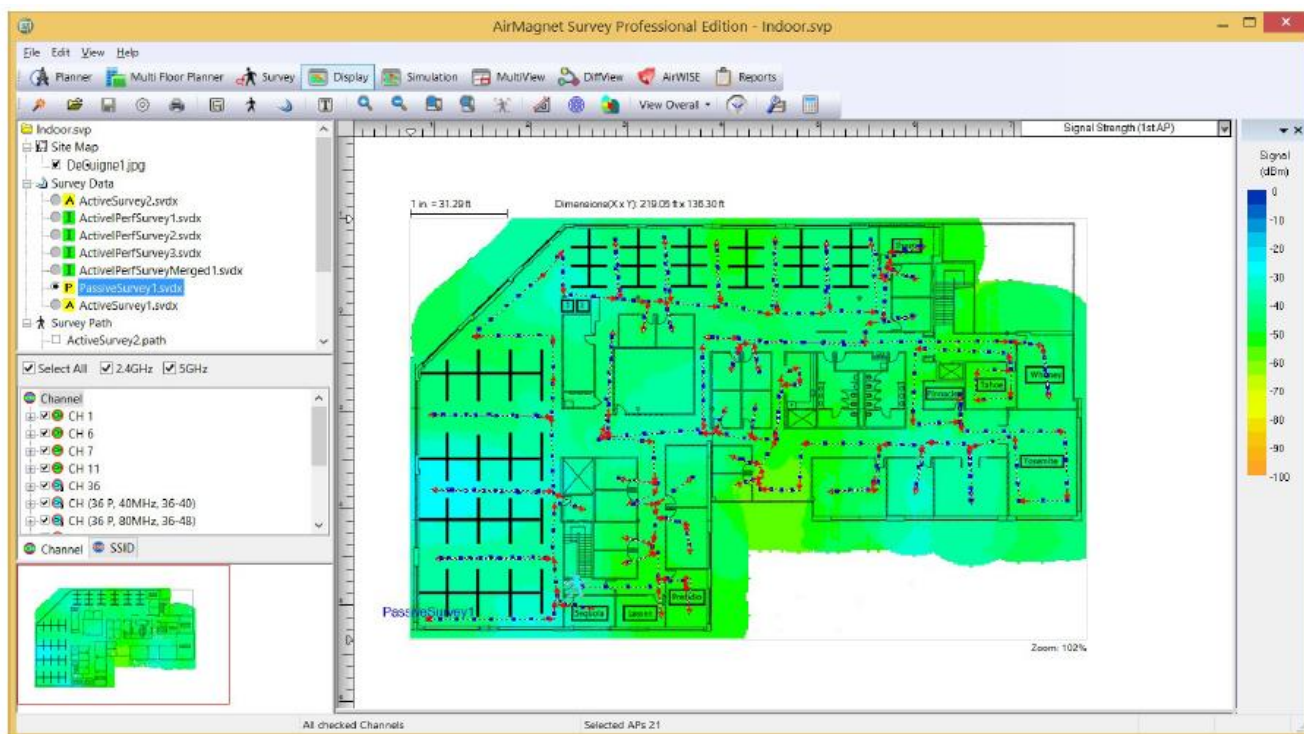 AirMagnet Survey Professional Edition - Indoor.svp
File Edit View Help
Planner Multi Floor Planner Survey Display Simulation MultiView DiffView AirWISE Reports
View Overall
Indoor.svp
Site Map
DeGuigne1.jpg
Survey Data
ActiveSurvey2.svdx
ActiveIPerfSurvey1.svdx
ActiveIPerfSurvey2.svdx
ActiveIPerfSurvey3.svdx
ActiveIPerfSurveyMerged1.svdx
PassiveSurvey1.svdx
ActiveSurvey1.svdx
Survey Path
ActiveSurvey2.path
Select All 2.4GHz 5GHz
Channel
CH 1
CH 6
CH 7
CH 11
CH 36
CH (36 P, 40MHz, 36-40)
CH (36 P, 80MHz, 36-48)
Channel SSID
Signal Strength (1st AP)
1 in. = 31.29 ft Dimensions(X x Y): 219.05 ft x 136.30 ft
Whitney
Tahoe
Pinnacles
Yosemite
Presidio
Sequoia Lassen
PassiveSurvey1
Zoom: 102%
Signal
(dBm)
0
-10
-20
-30
-40
-50
-60
-70
-80
-90
-100
All checked Channels Selected APs 21